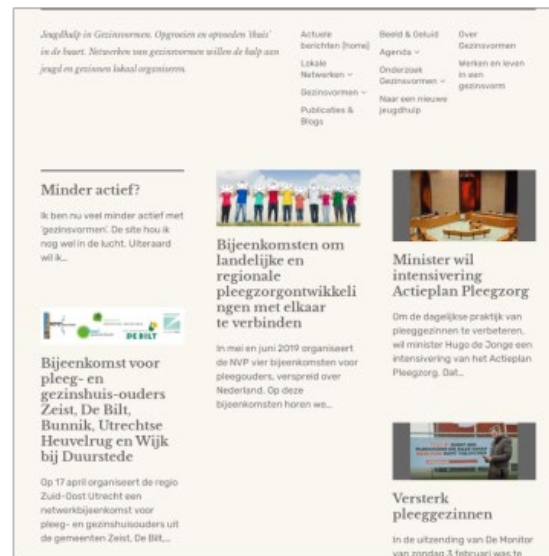 Jeugdhulp in Gezinsvormen. Opgroeien en opvoeden 'thuis'
in de buurt. Netwerken van gezinsvormen willen de hulp aan
jeugd en gezinnen lokaal organiseren.
Actuele
berichten [home]
Lokale
Netwerken
Gezinsvormen
Publicaties &
Blogs
Beeld & Geluid
Agenda
Onderzoek
Gezinsvormen
Naar een nieuwe
jeugdhulp
Over
Gezinsvormen
Werken en leven
in een
gezinsvorm
Minder actief?
Ik ben nu veel minder actief met
'gezinsvormen'. De site hou ik
nog wel in de lucht. Uiteraard
wil ik...
DE BILT
Bijeenkomst voor
pleeg- en
gezinshuis-ouders
Zeist, De Bilt,
Bunnik, Utrechtse
Heuvelrug en Wijk
bij Duurstede
Op 17 april organiseert de regio
Zuid-Oost Utrecht een
netwerkbijeenkomst voor
pleeg- en gezinshuisouders uit
de gemeenten Zeist, De Bilt,...
Bijeenkomsten om
landelijke en
regionale
pleegzorgontwikkeli
ngen met elkaar
te verbinden
In mei en juni 2019 organiseert
de NVP vier bijeenkomsten voor
pleegouders, verspreid over
Nederland. Op deze
bijeenkomsten horen we...
Minister wil
intensivering
Actieplan Pleegzorg
Om de dagelijkse praktijk van
pleeggezinnen te verbeteren,
wil minister Hugo de Jonge een
intensivering van het Actieplan
Pleegzorg. Dat...
Versterk
pleeggezinnen
In de uitzending van De Monitor
van zondag 3 februari was te